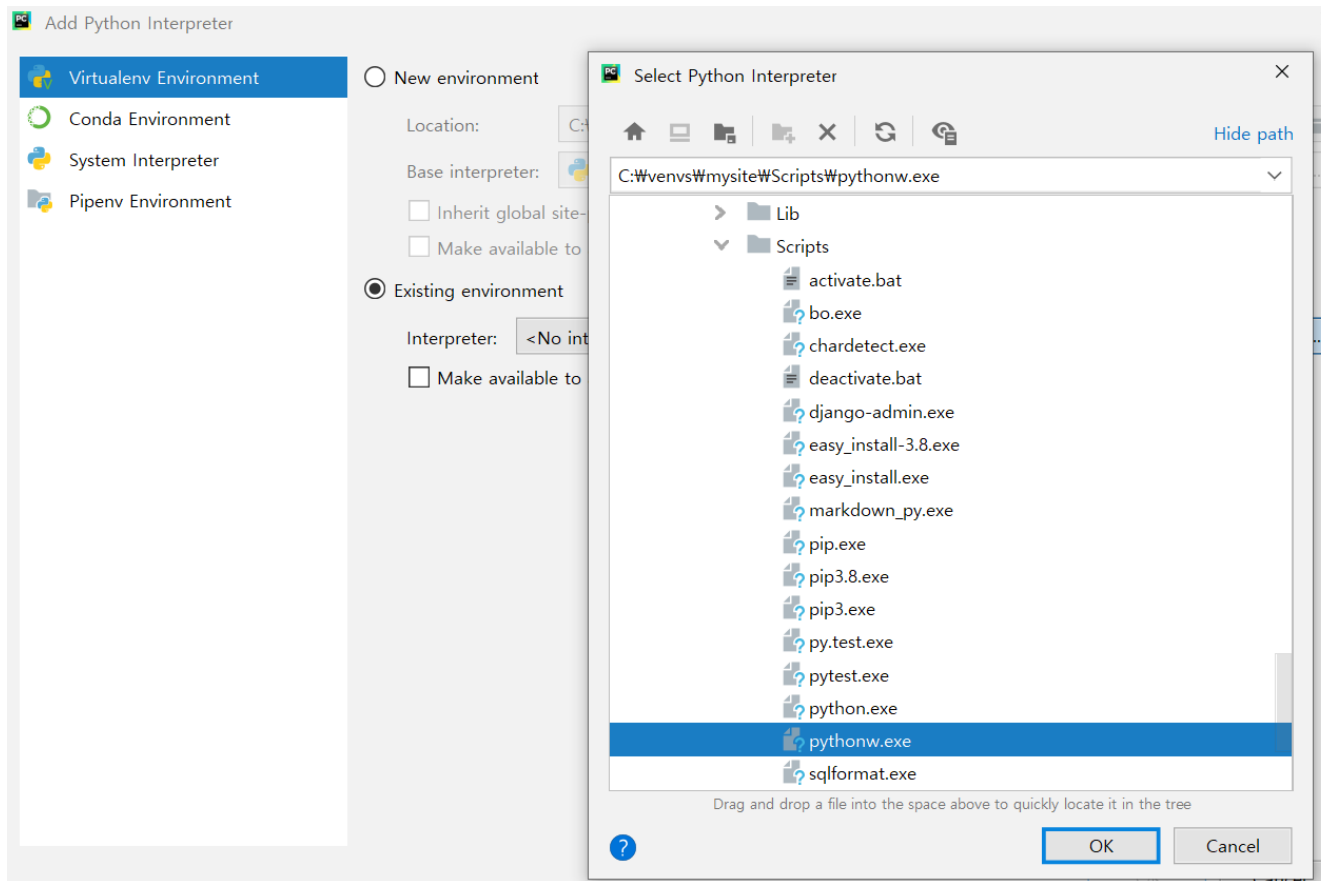 Add Python Interpreter
Virtualenv Environment
Conda Environment
System Interpreter
Pipenv Environment
New environment
Location:
C:
Base interpreter:
Inherit global site-
Make available to
Existing environment
Interpreter: <No int
Make available to
Select Python Interpreter
Hide path
C:₩venvs₩mysite₩Scripts₩pythonw.exe
Lib
Scripts
activate.bat
bo.exe
chardetect.exe
deactivate.bat
django-admin.exe
easy_install-3.8.exe
easy_install.exe
markdown_py.exe
pip.exe
pip3.8.exe
pip3.exe
py.test.exe
pytest.exe
python.exe
pythonw.exe
sqlformat.exe
Drag and drop a file into the space above to quickly locate it in the tree
OK Cancel